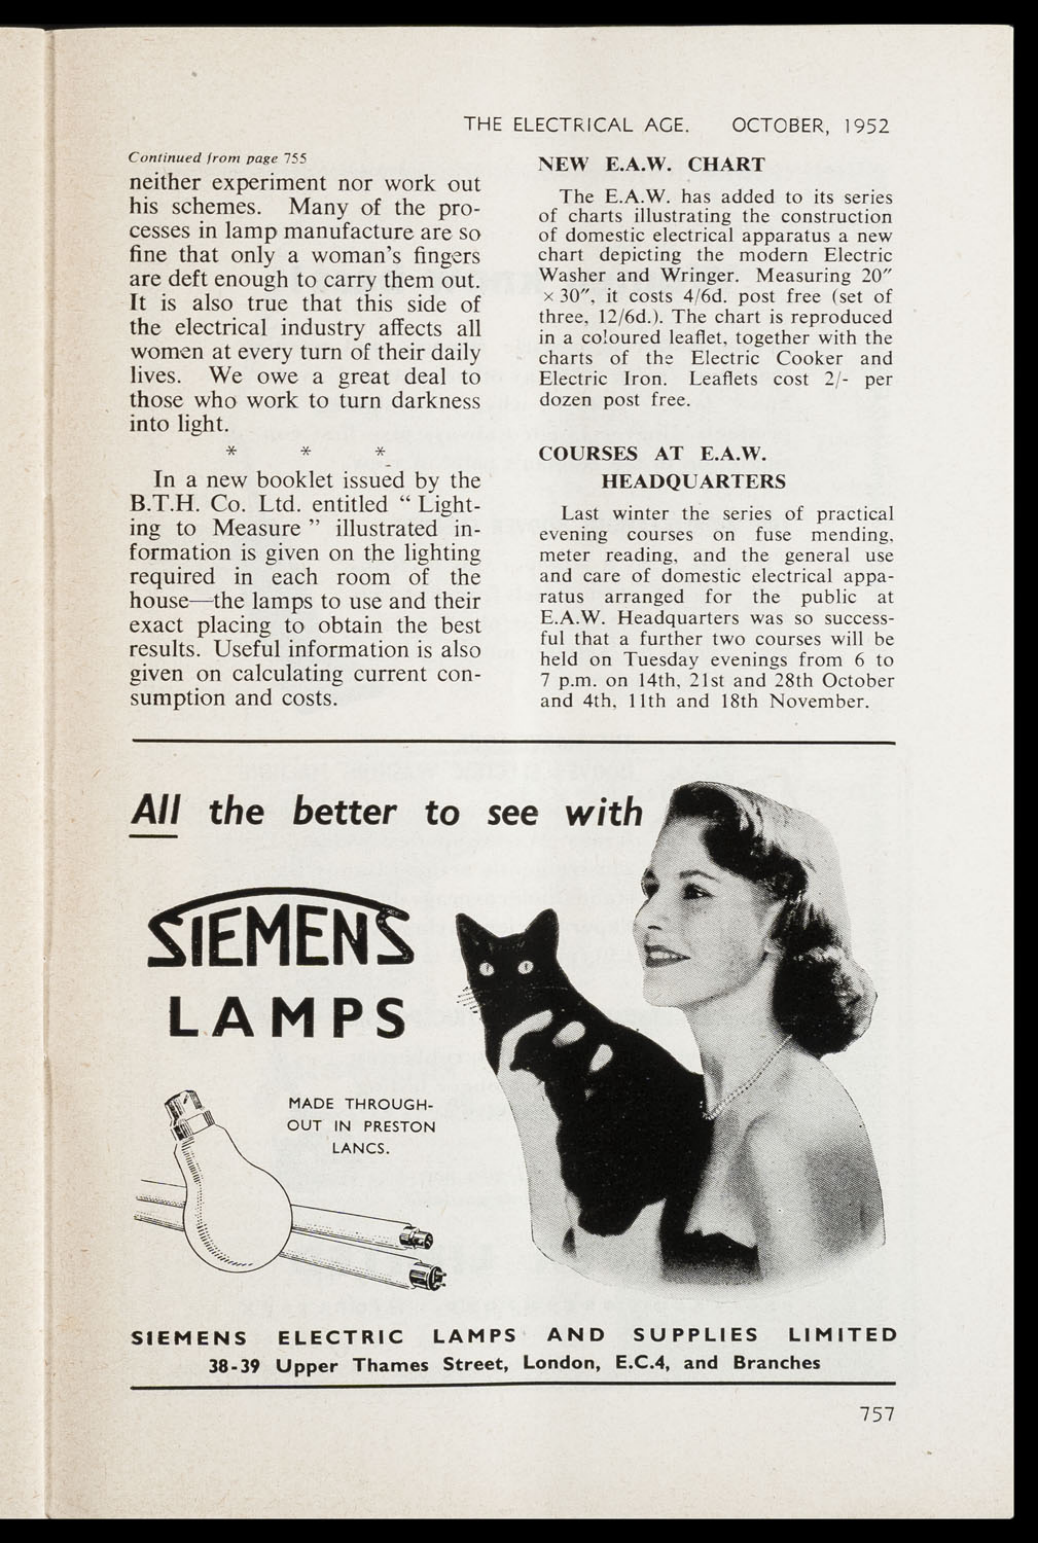 THE ELECTRICAL AGE. OCTOBER, 1952
Continued from page 755
neither experiment nor work out
his schemes. Many of the pro-
cesses in lamp manufacture are so
fine that only a woman's fingers
are deft enough to carry them out.
It is also true that this side of
the electrical industry affects all
women at every turn of their daily
lives. We owe a great deal to
those who work to turn darkness
into light.
* * *
In a new booklet issued by the
B.T.H. Co. Ltd. entitled “ Light-
ing to Measure ” illustrated in-
formation is given on the lighting
required in each room of the
house—the lamps to use and their
exact placing to obtain the best
results. Useful information is also
given on calculating current con-
sumption and costs.
NEW E.A.W. CHART
The E.A.W. has added to its series
of charts illustrating the construction
of domestic electrical apparatus a new
chart depicting the modern Electric
Washer and Wringer. Measuring 20″
× 30″, it costs 4/6d. post free (set of
three, 12/6d.). The chart is reproduced
in a coloured leaflet, together with the
charts of the Electric Cooker and
Electric Iron. Leaflets cost 2/- per
dozen post free.
COURSES AT E.A.W.
HEADQUARTERS
Last winter the series of practical
evening courses on fuse mending,
meter reading, and the general use
and care of domestic electrical appa-
ratus arranged for the public at
E.A.W. Headquarters was so success-
ful that a further two courses will be
held on Tuesday evenings from 6 to
7 p.m. on 14th, 21st and 28th October
and 4th, 11th and 18th November.
All the better to see with
SIEMENS
LAMPS
MADE THROUGH-
OUT IN PRESTON
LANCS.
SIEMENS ELECTRIC LAMPS AND SUPPLIES LIMITED
38-39 Upper Thames Street, London, E.C.4, and Branches
757